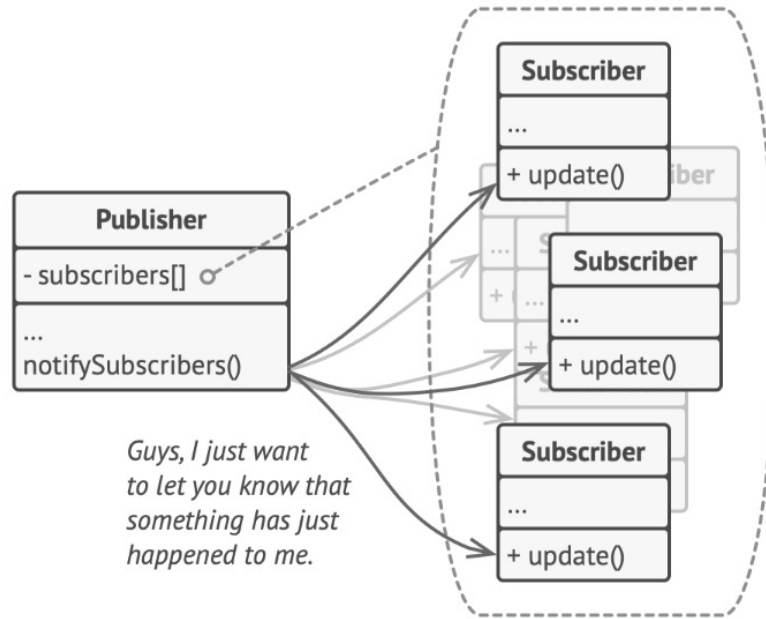 Publisher
- subscribers[]
...
notifySubscribers()
Guys, I just want
to let you know that
something has just
happened to me.
Subscriber
...
+ update()
Subscriber
...
+ update()
Subscriber
...
+ update()